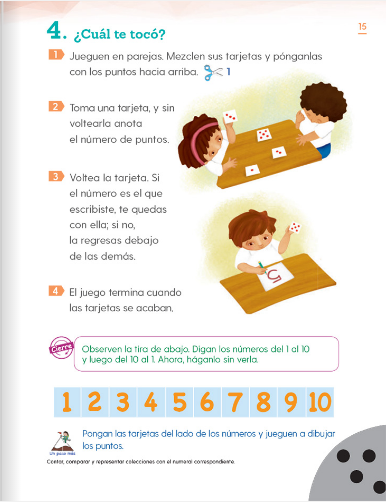 4. ¿Cuál te tocó?
15
1 Jueguen en parejas. Mezclen sus tarjetas y pónganlas
con los puntos hacia arriba. 1
2 Toma una tarjeta, y sin
voltearla anota
el número de puntos.
3 Voltea la tarjeta. Si
el número es el que
escribiste, te quedas
con ella; si no,
la regresas debajo
de las demás.
5
4 El juego termina cuando
las tarjetas se acaban.
Cierre
Observen la tira de abajo. Digan los números del 1 al 10
y luego del 10 al 1. Ahora, háganlo sin verla.
1 2 3 4 5 6 7 8 9 10
Un paso más
Pongan las tarjetas del lado de los números y jueguen a dibujar
los puntos.
Contar, comparar y representar colecciones con el numeral correspondiente.